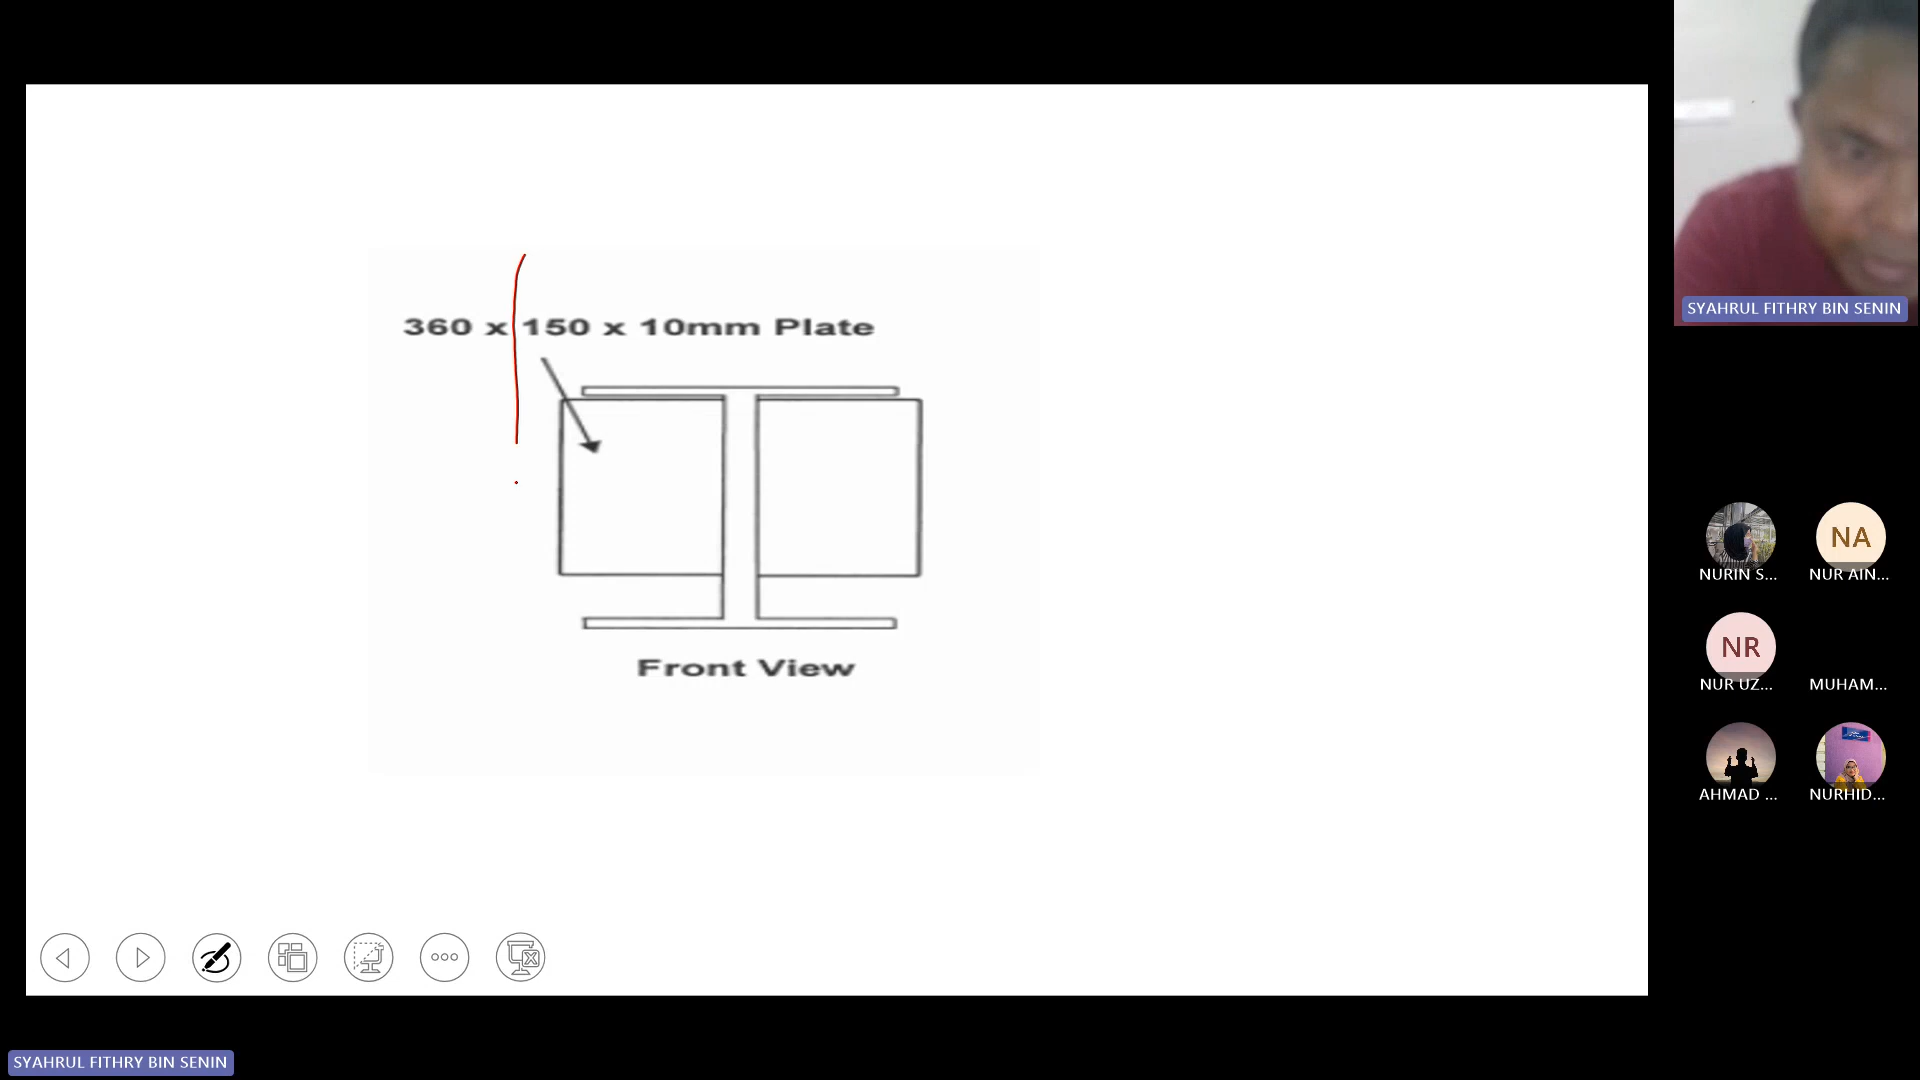 360 x 150 x 10mm Plate
Front View
SYAHRUL FITHRY BIN SENIN
NURIN S...
NA
NUR AIN...
NR
NUR UZ...
MUHAM...
AHMAD ...
NURHID...
SYAHRUL FITHRY BIN SENIN